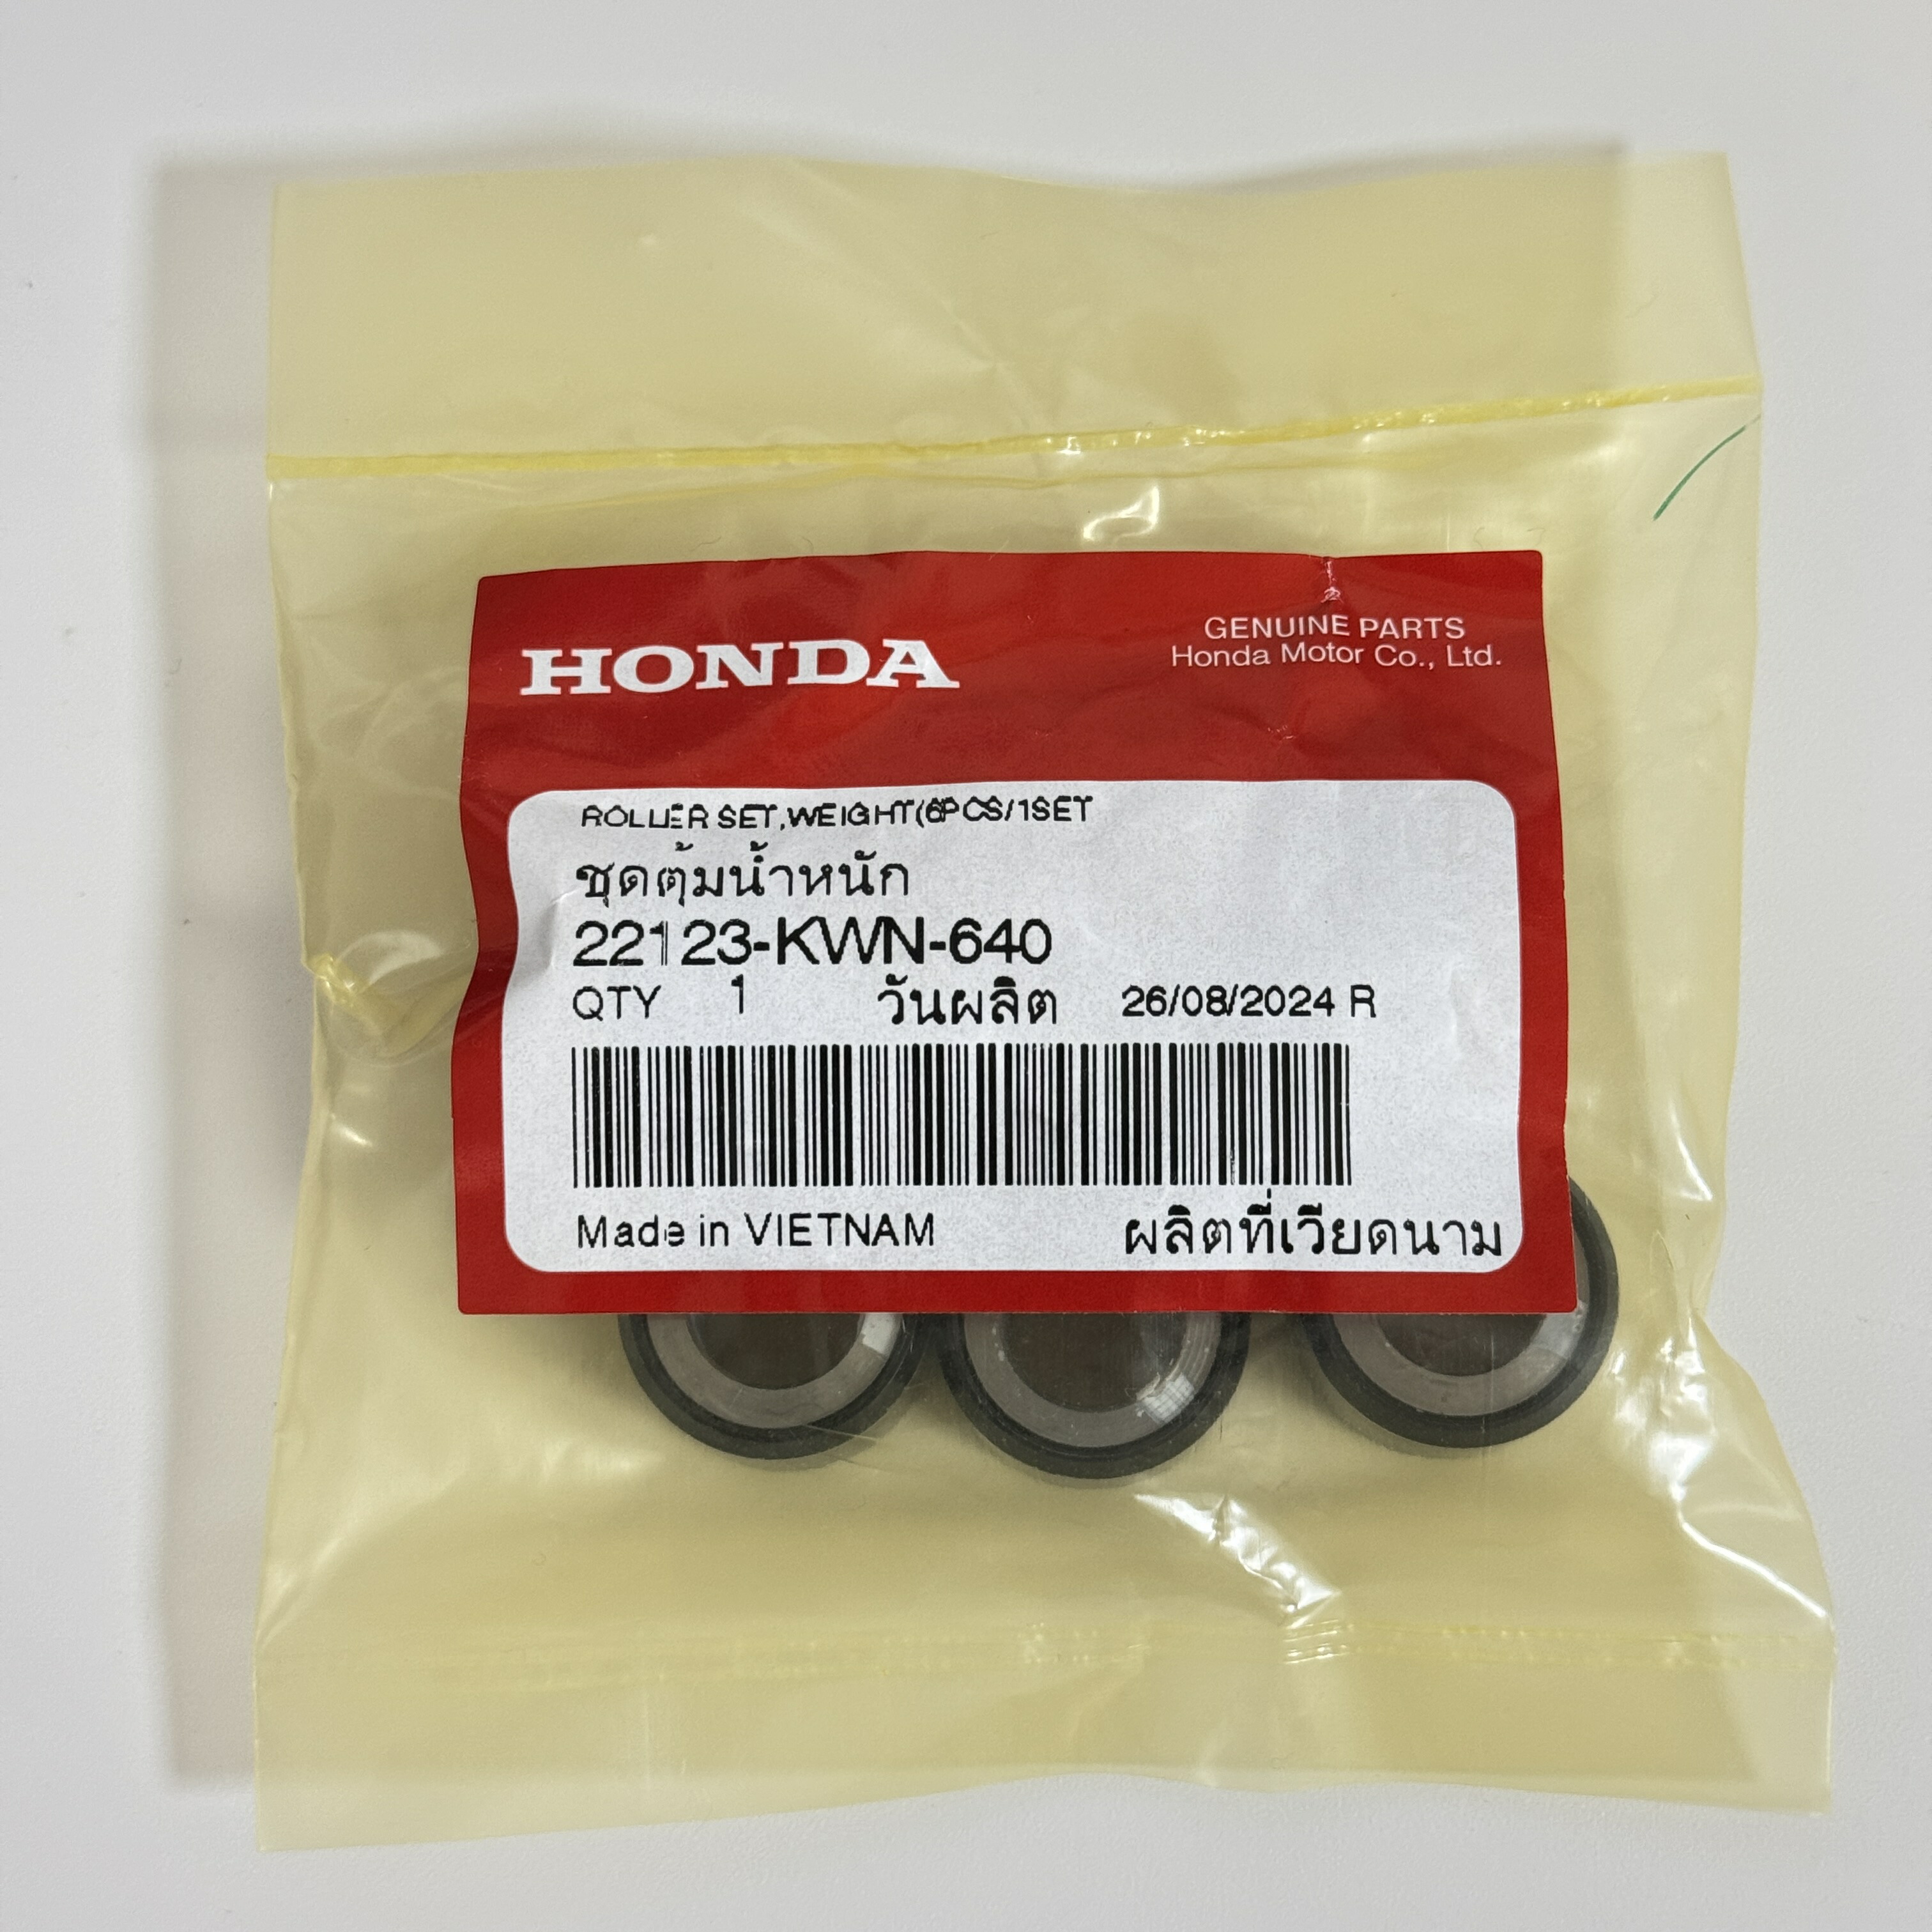 HONDA
GENUINE PARTS
Honda Motor Co., Ltd.
ROLLER SET,WEIGHT(6PCS/1SET
ชุดตุ้มน้ำหนัก
22123-KWN-640
QTY 1 วันผลิต 26/08/2024 R
Made in VIETNAM ผลิตที่เวียดนาม